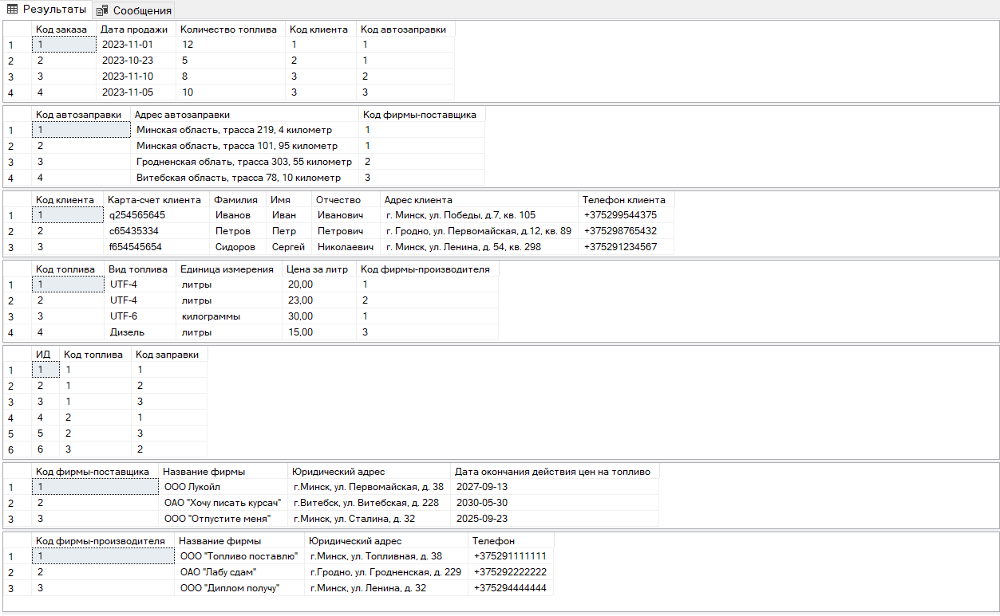 Результаты Сообщения
Код заказа Дата продажи Количество топлива Код клиента Код автозаправки
1 1 2023-11-01 12 1 1
2 2 2023-10-23 5 2 1
3 3 2023-11-10 8 3 2
4 4 2023-11-05 10 3 3
Код автозаправки Адрес автозаправки Код фирмы-поставщика
1 1 Минская область, трасса 219, 4 километр 1
2 2 Минская область, трасса 101, 95 километр 1
3 3 Гродненская облать, трасса 303, 55 километр 2
4 4 Витебская область, трасса 78, 10 километр 3
Код клиента Карта-счет клиента Фамилия Имя Отчество Адрес клиента Телефон клиента
1 1 q254565645 Иванов Иван Иванович г. Минск, ул. Победы, д.7, кв. 105 +375299544375
2 2 c65435334 Петров Петр Петрович г. Гродно, ул. Первомайская, д.12, кв. 89 +375298765432
3 3 f654545654 Сидоров Сергей Николаевич г. Минск, ул. Ленина, д. 54, кв. 298 +375291234567
Код топлива Вид топлива Единица измерения Цена за литр Код фирмы-производителя
1 1 UTF-4 литры 20,00 1
2 2 UTF-4 литры 23,00 2
3 3 UTF-6 килограммы 30,00 1
4 4 Дизель литры 15,00 3
ИД Код топлива Код заправки
1 1 1 1
2 2 1 2
3 3 1 3
4 4 2 1
5 5 2 3
6 6 3 2
Код фирмы-поставщика Название фирмы Юридический адрес Дата окончания действия цен на топливо
1 1 ООО Лукойл г.Минск, ул. Первомайская, д. 38 2027-09-13
2 2 ОАО "Хочу писать курсач" г.Витебск, ул. Витебская, д. 228 2030-05-30
3 3 ООО "Отпустите меня" г.Минск, ул. Сталина, д. 32 2025-09-23
Код фирмы-производителя Название фирмы Юридический адрес Телефон
1 1 ООО "Топливо поставлю" г.Минск, ул. Топливная, д. 38 +375291111111
2 2 ОАО "Лабу сдам" г.Гродно, ул. Гродненская, д. 229 +375292222222
3 3 ООО "Диплом получу" г.Минск, ул. Ленина, д. 32 +375294444444